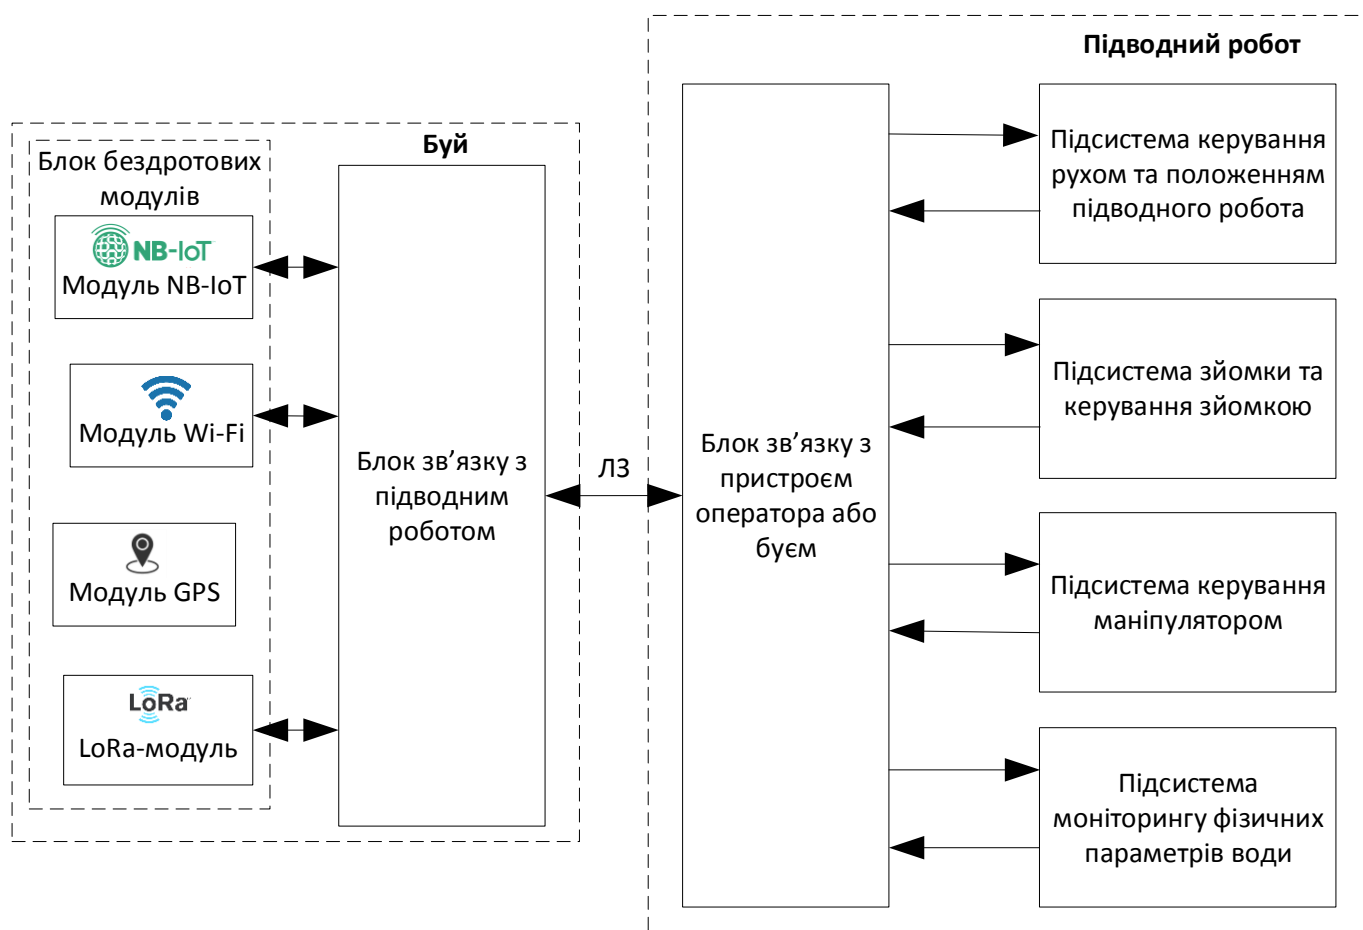 Підводний робот
Буй
Блок бездротових
модулів
NB-IoT
Модуль NB-IoT
Модуль Wi-Fi
Модуль GPS
LoRa
LoRa-модуль
Блок зв'язку з
підводним
роботом
ЛЗ
Блок зв'язку з
пристроєм
оператора або
буєм
Підсистема керування
рухом та положенням
підводного робота
Підсистема зйомки та
керування зйомкою
Підсистема керування
маніпулятором
Підсистема
моніторингу фізичних
параметрів води